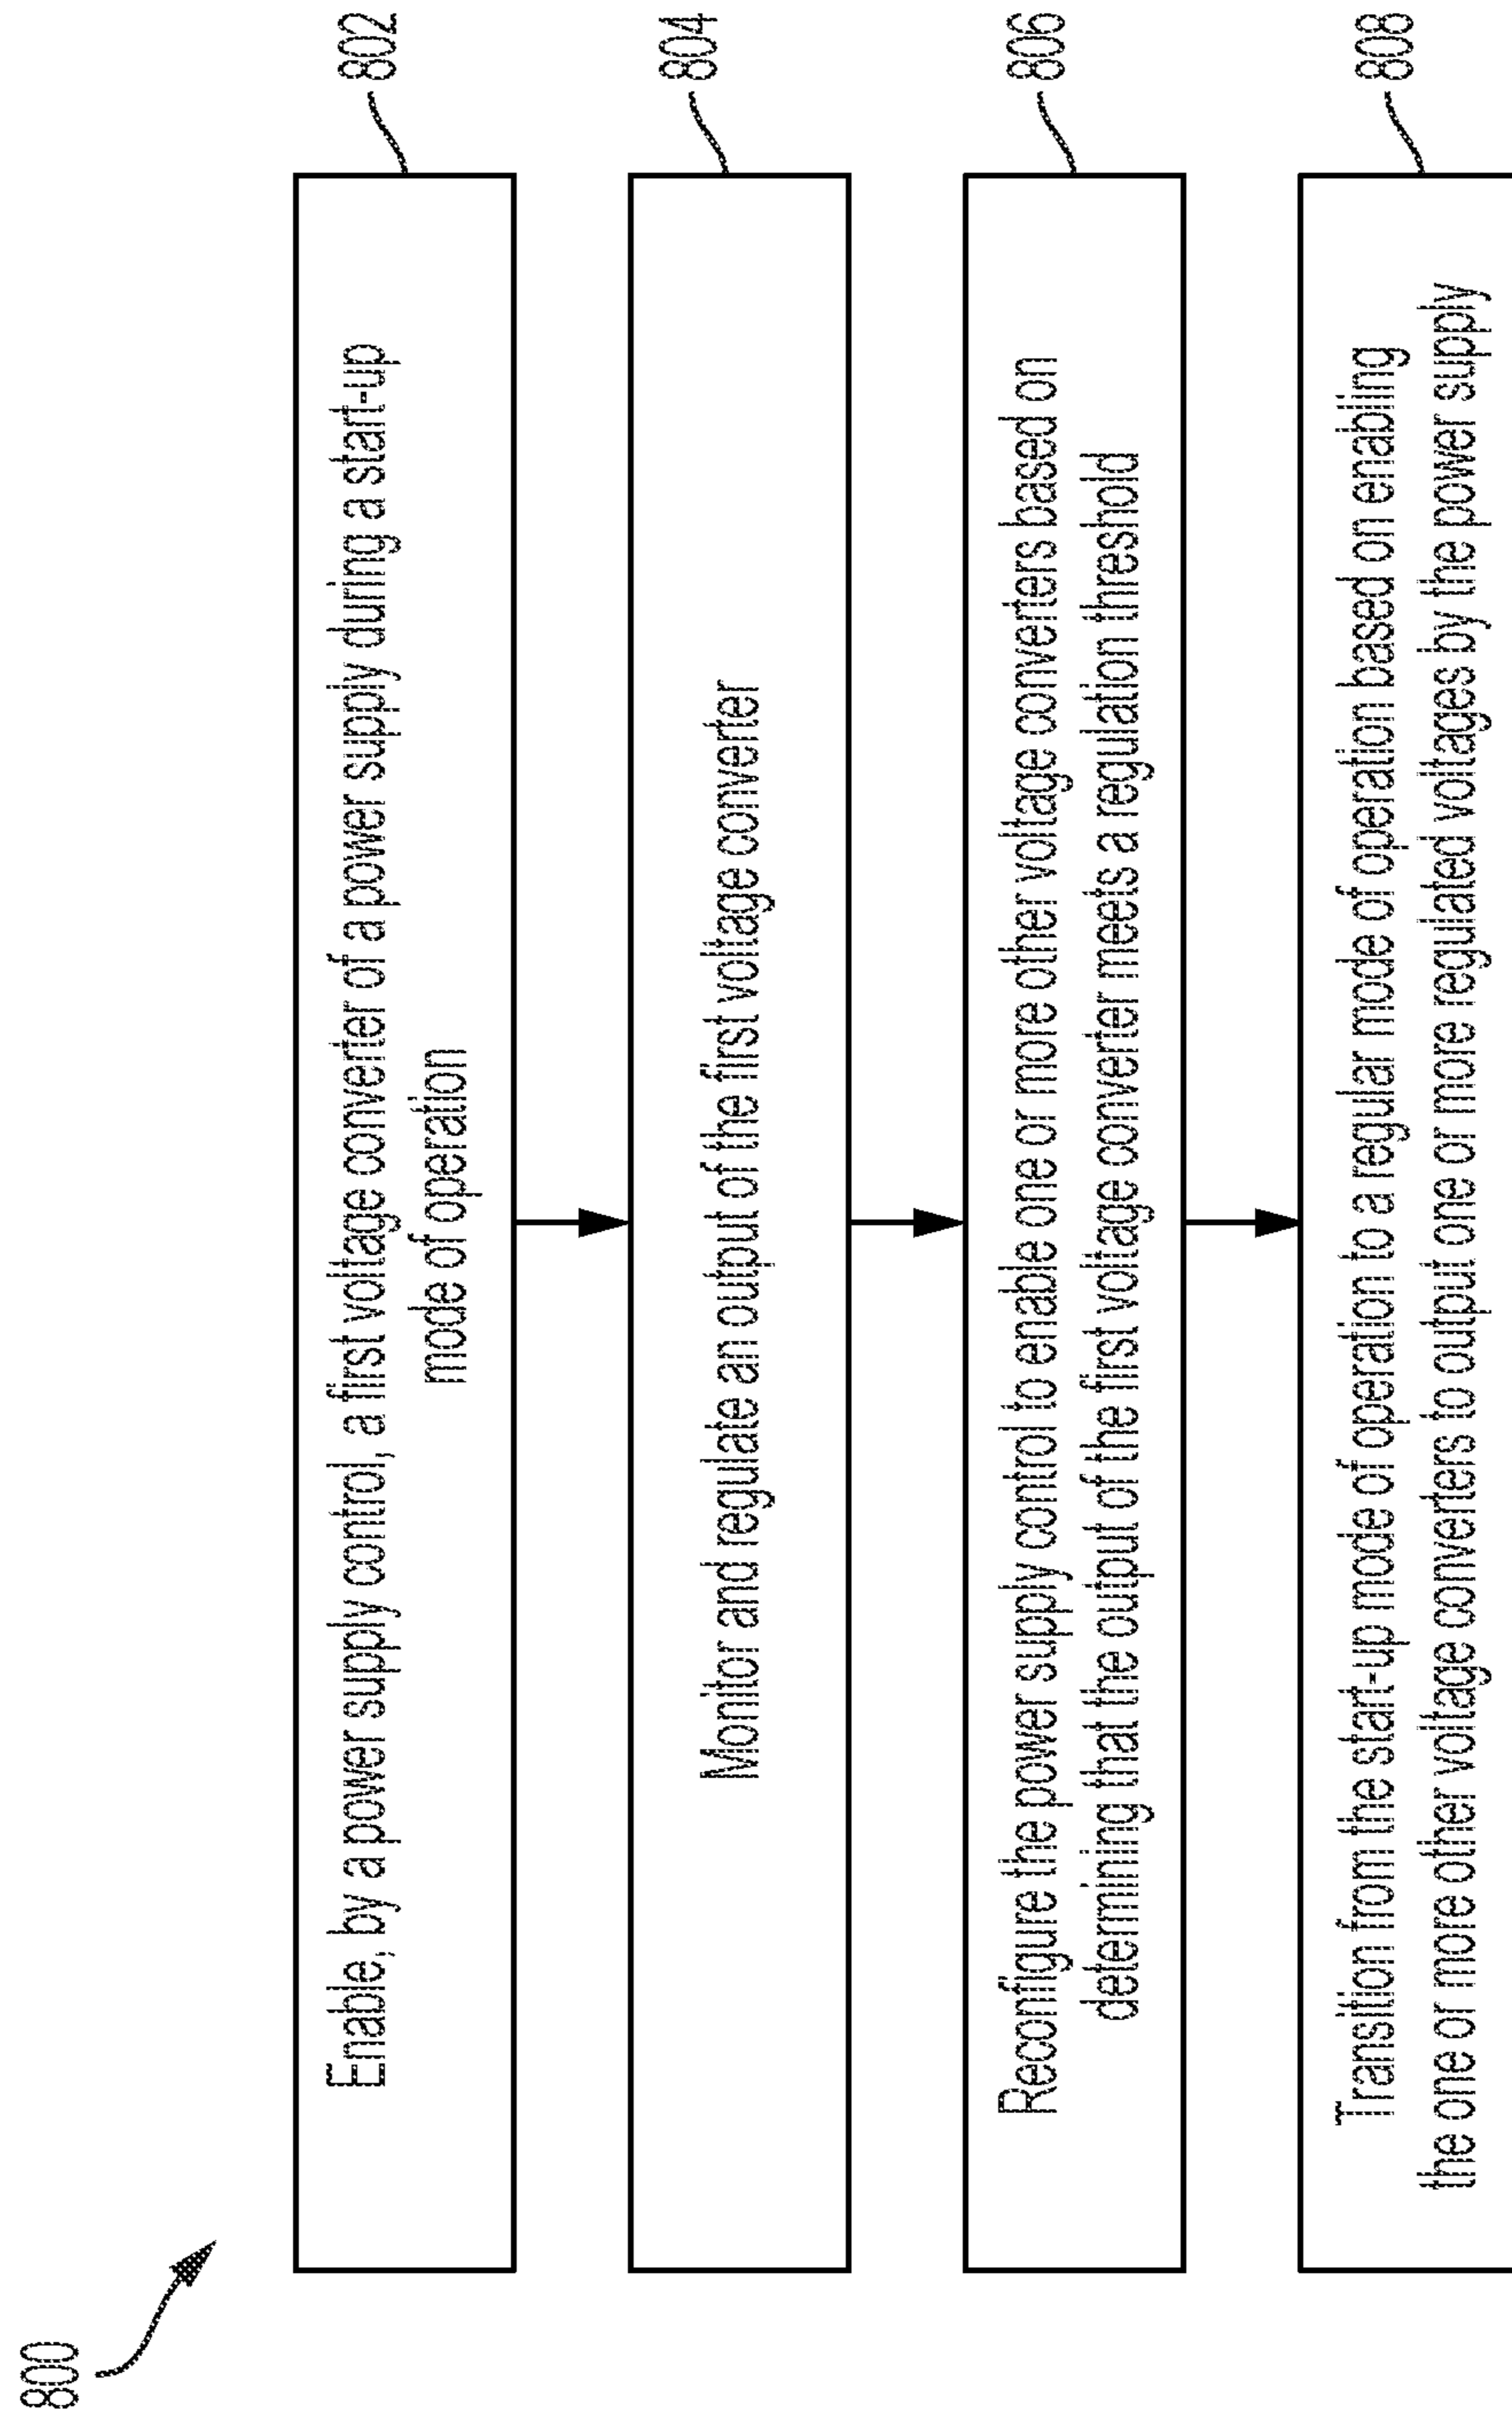 800
802
Enable, by a power supply control, a first voltage converter of a power supply during a start-up
mode of operation
804
Monitor and regulate an output of the first voltage converter
806
Reconfigure the power supply control to enable one or more other voltage converters based on
determining that the output of the first voltage converter meets a regulation threshold
808
Transition from the start-up mode of operation to a regular mode of operation based on enabling
the one or more other voltage converters to output one or more regulated voltages by the power supply